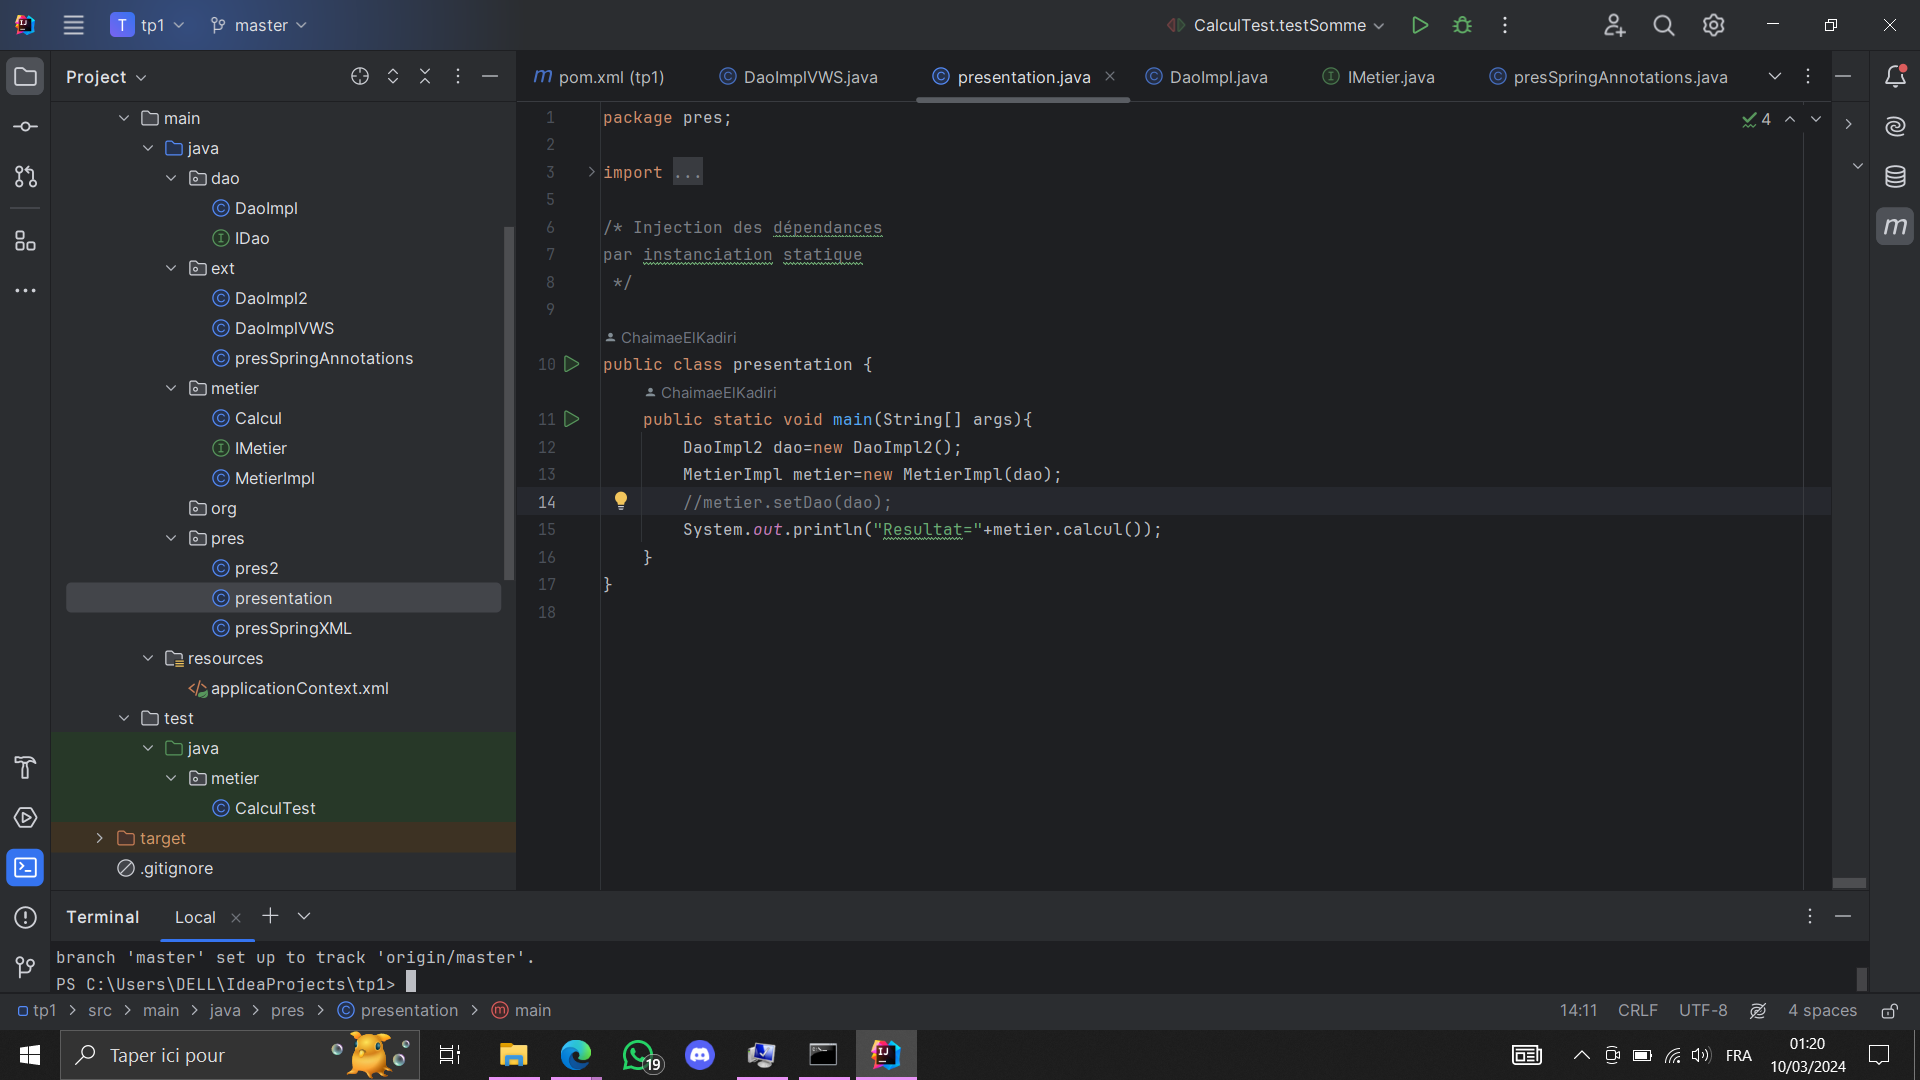 T tp1 master CalculTest.testSomme
Project
pom.xml (tp1) DaoImplVWS.java presentation.java DaoImpl.java IMetier.java presSpringAnnotations.java
main
java
dao
DaoImpl
IDao
ext
DaoImpl2
DaoImplVWS
presSpringAnnotations
metier
Calcul
IMetier
MetierImpl
org
pres
pres2
presentation
presSpringXML
resources
applicationContext.xml
test
java
metier
CalculTest
target
.gitignore
4
1 package pres;
2
3 import ...
5
6 /* Injection des dépendances
7 par instanciation statique
8 */
9
ChaimaeElKadiri
10 public class presentation {
ChaimaeElKadiri
11 public static void main(String[] args){
12 DaoImpl2 dao=new DaoImpl2();
13 MetierImpl metier=new MetierImpl(dao);
14 //metier.setDao(dao);
15 System.out.println("Resultat="+metier.calcul());
16 }
17 }
18
Terminal Local
branch 'master' set up to track 'origin/master'.
PS C:\Users\DELL\IdeaProjects\tp1>
tp1 > src > main > java > pres > presentation > main 14:11 CRLF UTF-8 4 spaces
Taper ici pour 19 FRA 01:20
10/03/2024